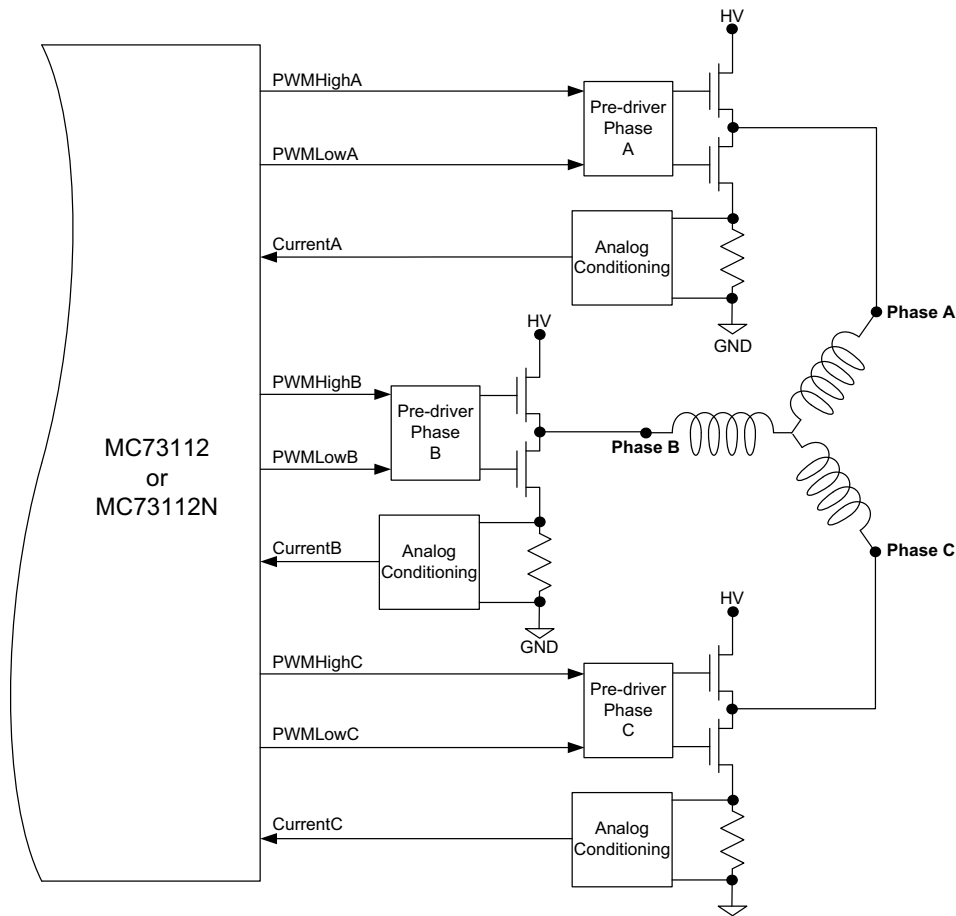 HV
PWMHighA
Pre-driver
Phase
A
PWMLowA
CurrentA
Analog
Conditioning
GND
Phase A
HV
PWMHighB
Pre-driver
Phase
B
PWMLowB
Phase B
MC73112
or
MC73112N
CurrentB
Analog
Conditioning
GND
Phase C
HV
PWMHighC
Pre-driver
Phase
C
PWMLowC
CurrentC
Analog
Conditioning